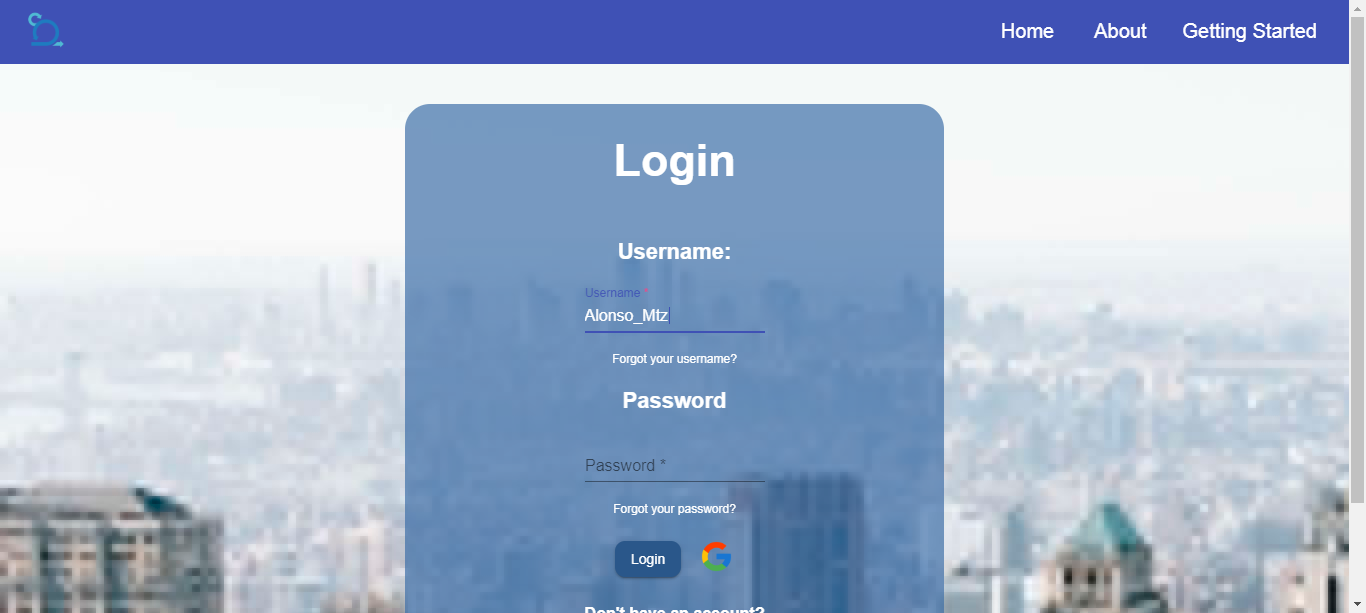 Home About Getting Started
Login
Username:
Username *
Alonso_Mtz
Forgot your username?
Password
Password *
Forgot your password?
Login
Don't have an account?